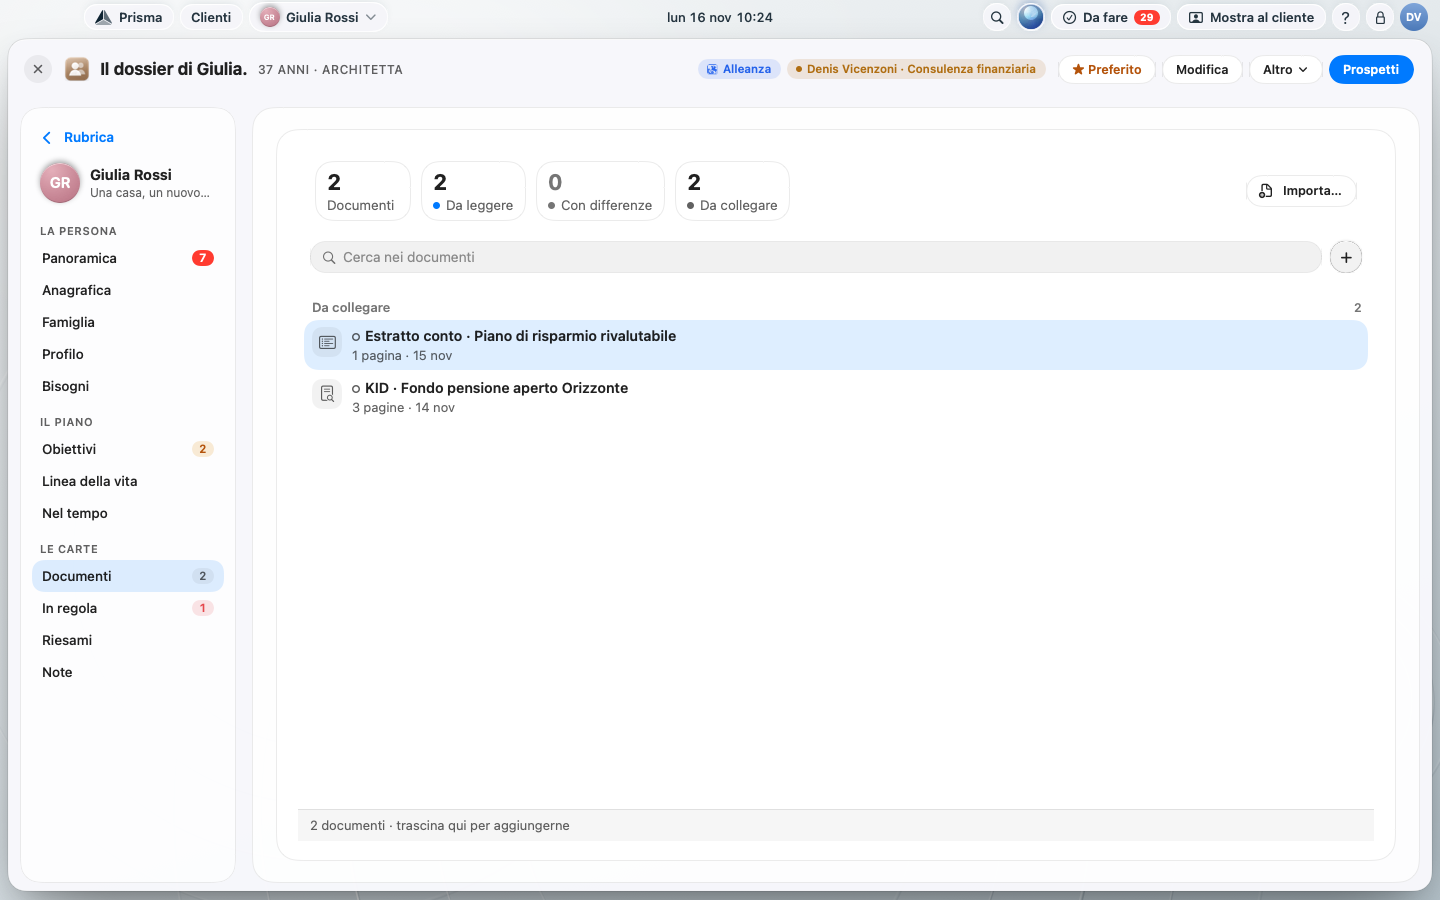 Prisma
Clienti
GR Giulia Rossi
lun 16 nov 10:24
Da fare 29
Mostra al cliente
?
DV
Il dossier di Giulia. 37 ANNI · ARCHITETTA
Alleanza
Denis Vicenzoni · Consulenza finanziaria
Preferito
Modifica
Altro
Prospetti
Rubrica
GR
Giulia Rossi
Una casa, un nuovo...
LA PERSONA
Panoramica 7
Anagrafica
Famiglia
Profilo
Bisogni
IL PIANO
Obiettivi 2
Linea della vita
Nel tempo
LE CARTE
Documenti 2
In regola 1
Riesami
Note
2
Documenti
2
Da leggere
0
Con differenze
2
Da collegare
Importa...
Cerca nei documenti
Da collegare 2
Estratto conto · Piano di risparmio rivalutabile
1 pagina · 15 nov
KID · Fondo pensione aperto Orizzonte
3 pagine · 14 nov
2 documenti · trascina qui per aggiungerne